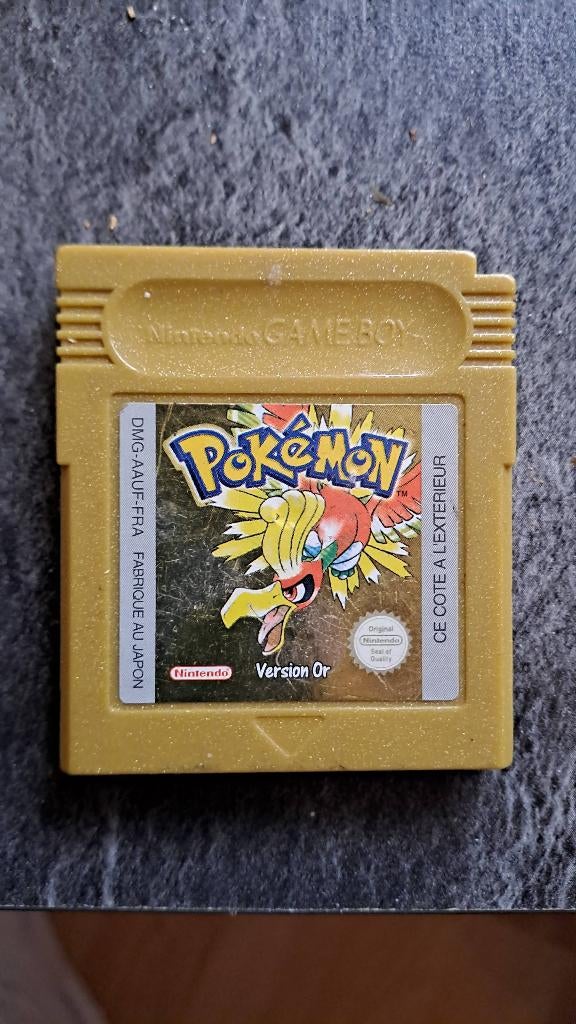 Nintendo GAME BOY
POKéMON
TM
DMG-AAUF-FRA FABRIQUE AU JAPON
CE COTE A L'EXTERIEUR
Original
Nintendo
Seal of
Quality
Nintendo
Version Or